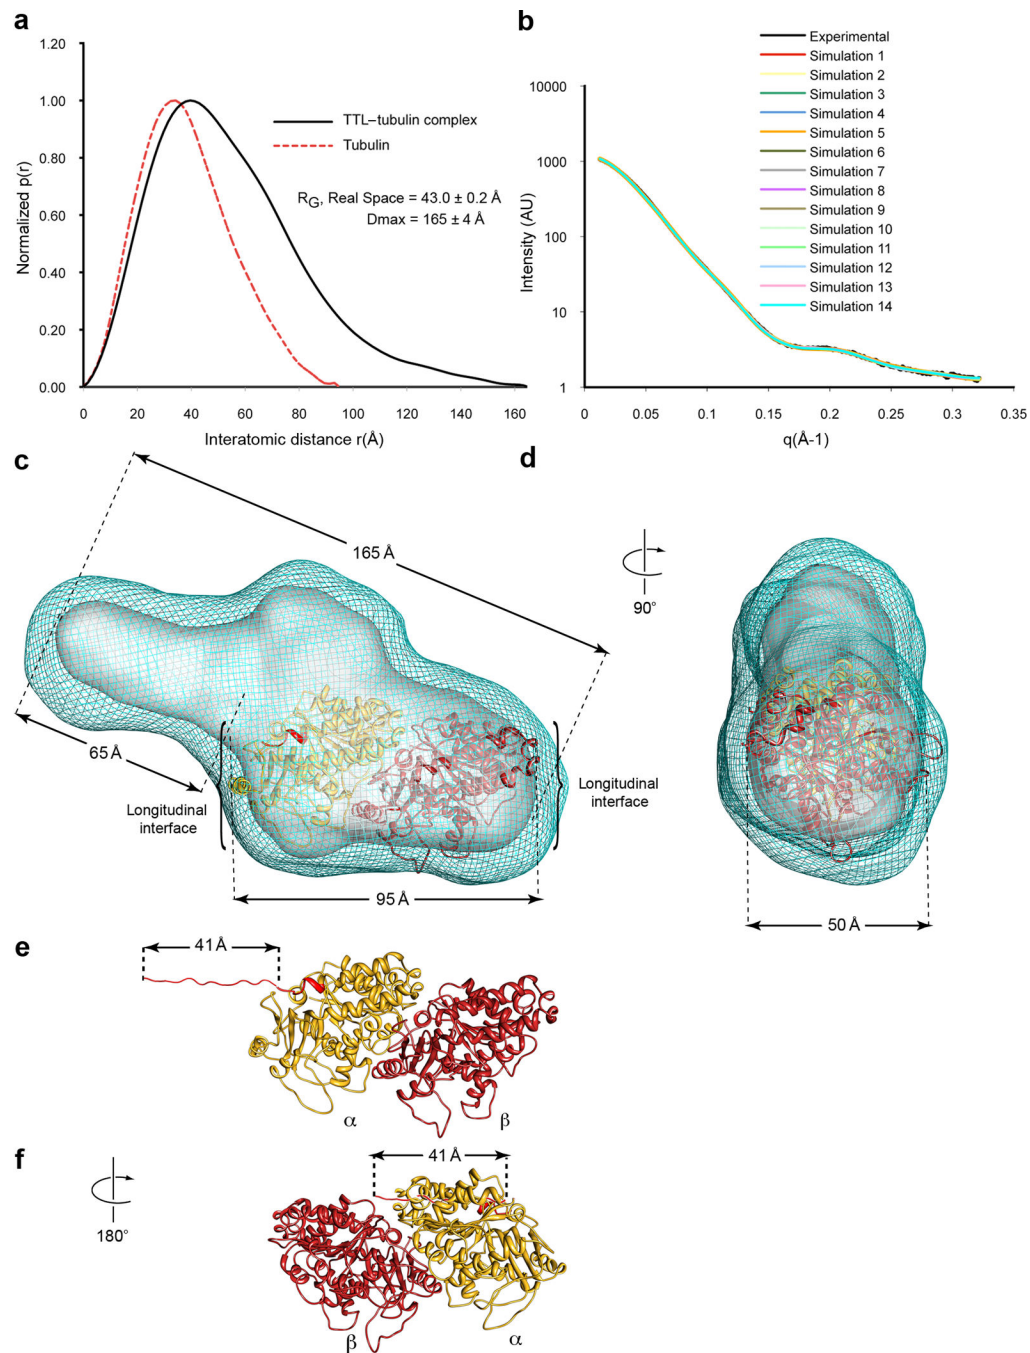 a
1.20
1.00
0.80
0.60
0.40
0.20
0.00
Normalized p(r)
0
20
40
60
80
100
120
140
160
Interatomic distance r(Å)
TTL–tubulin complex
Tubulin
RG, Real Space = 43.0 ± 0.2 Å
Dmax = 165 ± 4 Å
b
Experimental
Simulation 1
Simulation 2
Simulation 3
Simulation 4
Simulation 5
Simulation 6
Simulation 7
Simulation 8
Simulation 9
Simulation 10
Simulation 11
Simulation 12
Simulation 13
Simulation 14
10000
1000
100
10
1
Intensity (AU)
0
0.05
0.1
0.15
0.2
0.25
0.3
0.35
q(Å-1)
c
165 Å
65 Å
Longitudinal
interface
Longitudinal
interface
95 Å
d
90°
50 Å
e
41 Å
α
β
f
180°
41 Å
β
α